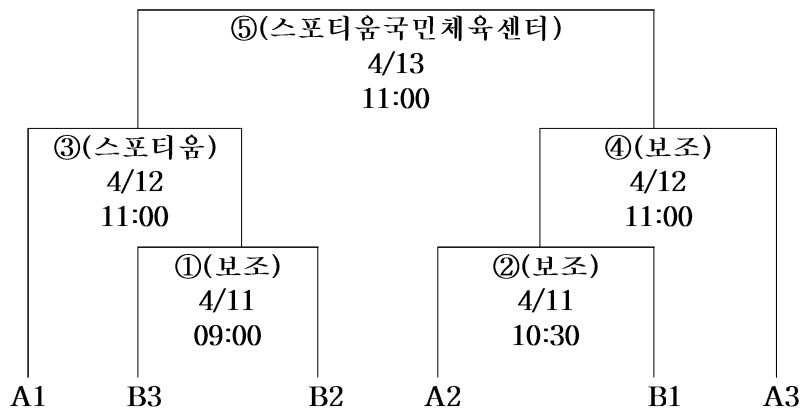 ⑤(스포티움국민체육센터)
4/13
11:00
③(스포티움)
4/12
11:00
④(보조)
4/12
11:00
①(보조)
4/11
09:00
②(보조)
4/11
10:30
A1 B3 B2 A2 B1 A3